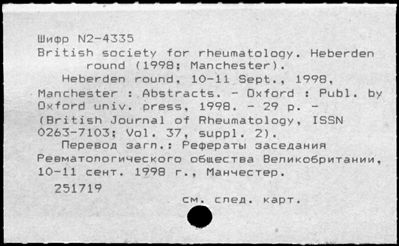 Шифр N2-4335
British society for rheumatology. Heberden
round (1998; Manchester).
Heberden round, 10-11 Sept., 1998,
Manchester : Abstracts. - Oxford : Publ. by
Oxford univ. press, 1998. - 29 p. -
(British Journal of Rheumatology, ISSN
0263-7103; Vol. 37, suppl. 2).
Перевод загл.: Рефераты заседания
Ревматологического общества Великобритании,
10-11 сент. 1998 г., Манчестер.
251719
см. след. карт.